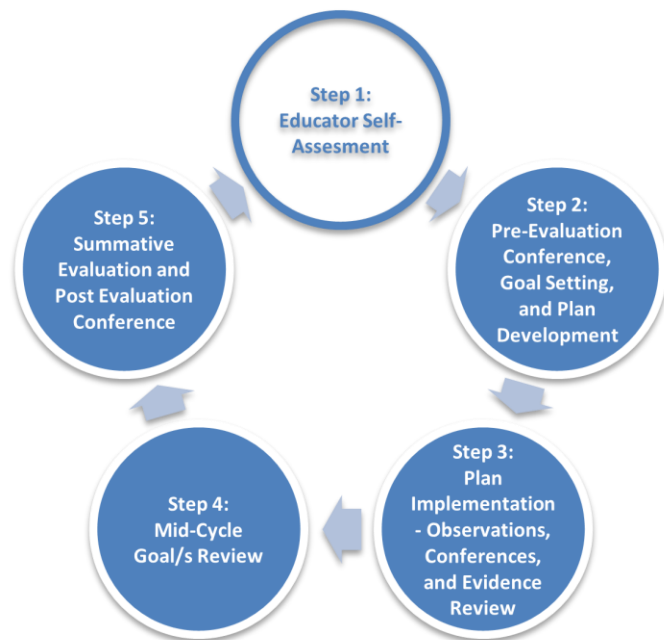 Step 1:
Educator Self-
Assesment
Step 2:
Pre-Evaluation
Conference,
Goal Setting,
and Plan
Development
Step 3:
Plan
Implementation
- Observations,
Conferences,
and Evidence
Review
Step 4:
Mid-Cycle
Goal/s Review
Step 5:
Summative
Evaluation and
Post Evaluation
Conference